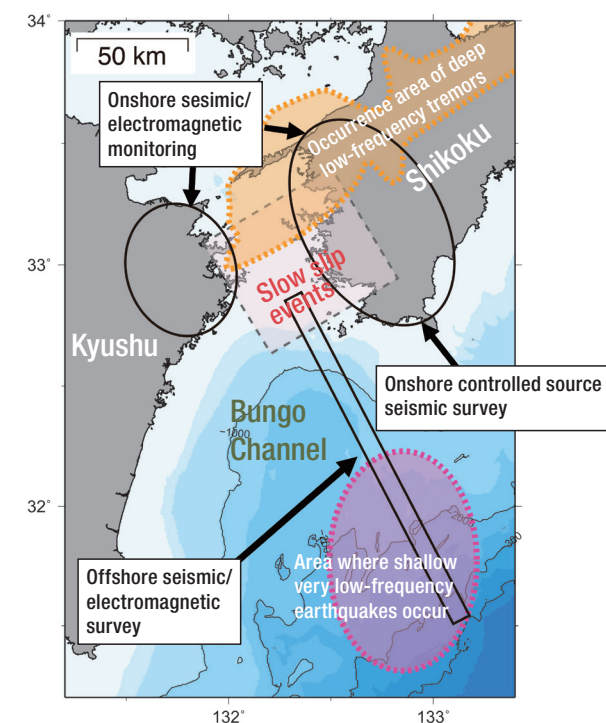 34°
50 km
Onshore sesimic/
electromagnetic
monitoring
Occurrence area of deep
low-frequency tremors
Shikoku
33°
Slow slip
events
Kyushu
Onshore controlled source
seismic survey
Bungo
Channel
-1000
32°
Offshore seismic/
electromagnetic
survey
Area where shallow
very low-frequency
earthquakes occur
132°
133°